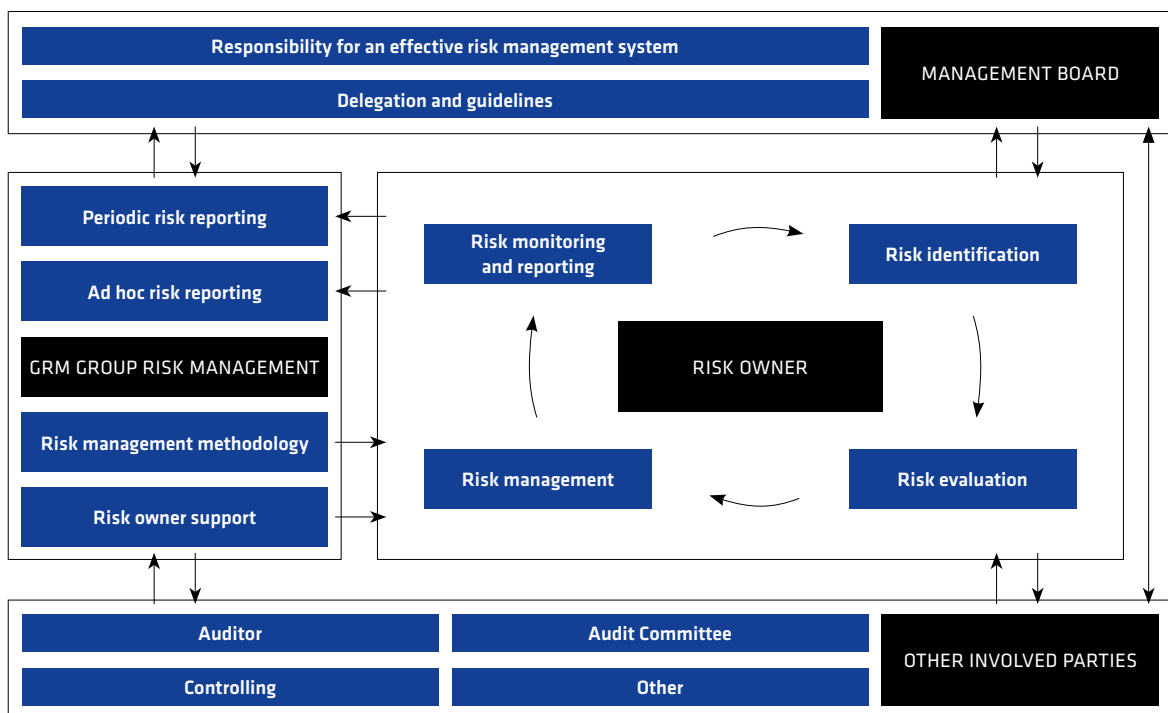 Responsibility for an effective risk management system
Delegation and guidelines
MANAGEMENT BOARD
Periodic risk reporting
Ad hoc risk reporting
GRM GROUP RISK MANAGEMENT
Risk management methodology
Risk owner support
Risk monitoring
and reporting
Risk identification
RISK OWNER
Risk management
Risk evaluation
Auditor
Audit Committee
Controlling
Other
OTHER INVOLVED PARTIES